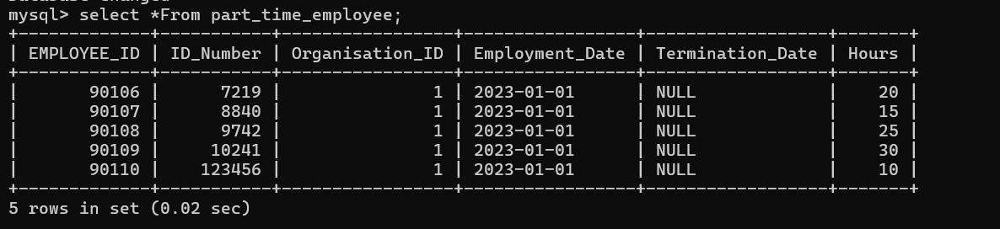 mysql> select *From part_time_employee;
+-------------+-----------+-----------------+-----------------+------------------+-------+
| EMPLOYEE_ID | ID_Number | Organisation_ID | Employment_Date | Termination_Date | Hours |
+-------------+-----------+-----------------+-----------------+------------------+-------+
|       90106 |      7219 |               1 | 2023-01-01      | NULL             |    20 |
|       90107 |      8840 |               1 | 2023-01-01      | NULL             |    15 |
|       90108 |      9742 |               1 | 2023-01-01      | NULL             |    25 |
|       90109 |     10241 |               1 | 2023-01-01      | NULL             |    30 |
|       90110 |    123456 |               1 | 2023-01-01      | NULL             |    10 |
+-------------+-----------+-----------------+-----------------+------------------+-------+
5 rows in set (0.02 sec)